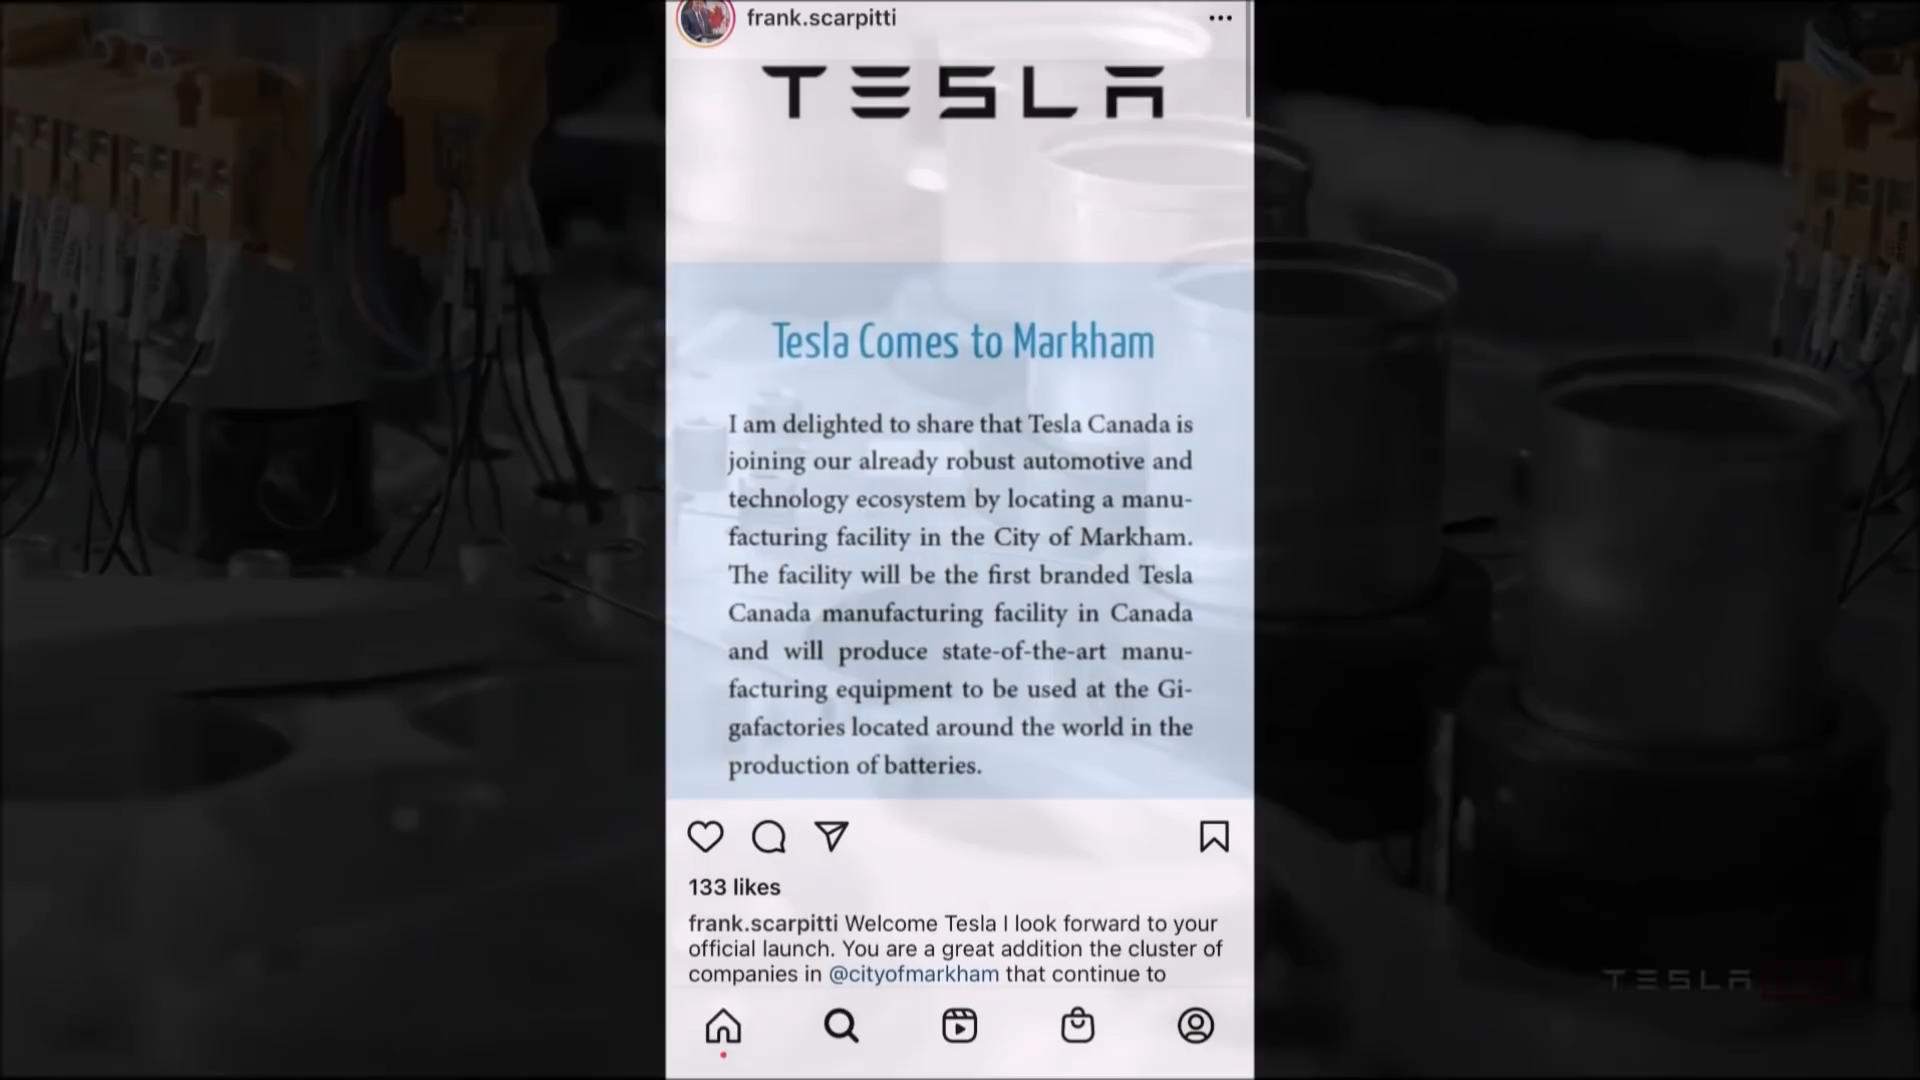 frank.scarpitti
TESLA
Tesla Comes to Markham
I am delighted to share that Tesla Canada is
joining our already robust automotive and
technology ecosystem by locating a manu-
facturing facility in the City of Markham.
The facility will be the first branded Tesla
Canada manufacturing facility in Canada
and will produce state-of-the-art manu-
facturing equipment to be used at the Gi-
gafactories located around the world in the
production of batteries.
133 likes
frank.scarpitti Welcome Tesla I look forward to your
official launch. You are a great addition the cluster of
companies in @cityofmarkham that continue to
TESLA